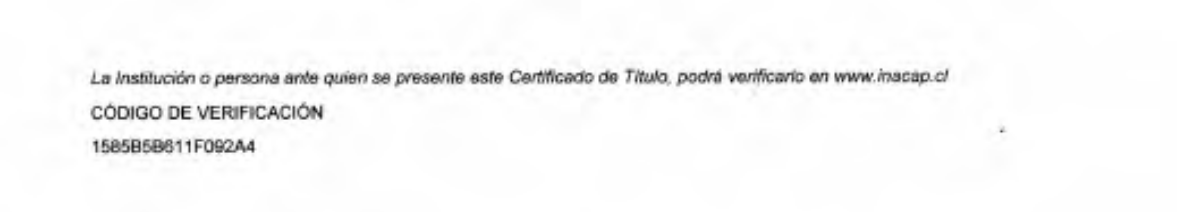 La Institución o persona ante quien se presente este Certificado de Título, podrá verificarlo en www.inacap.cl
CÓDIGO DE VERIFICACIÓN
1585B5B611F092A4